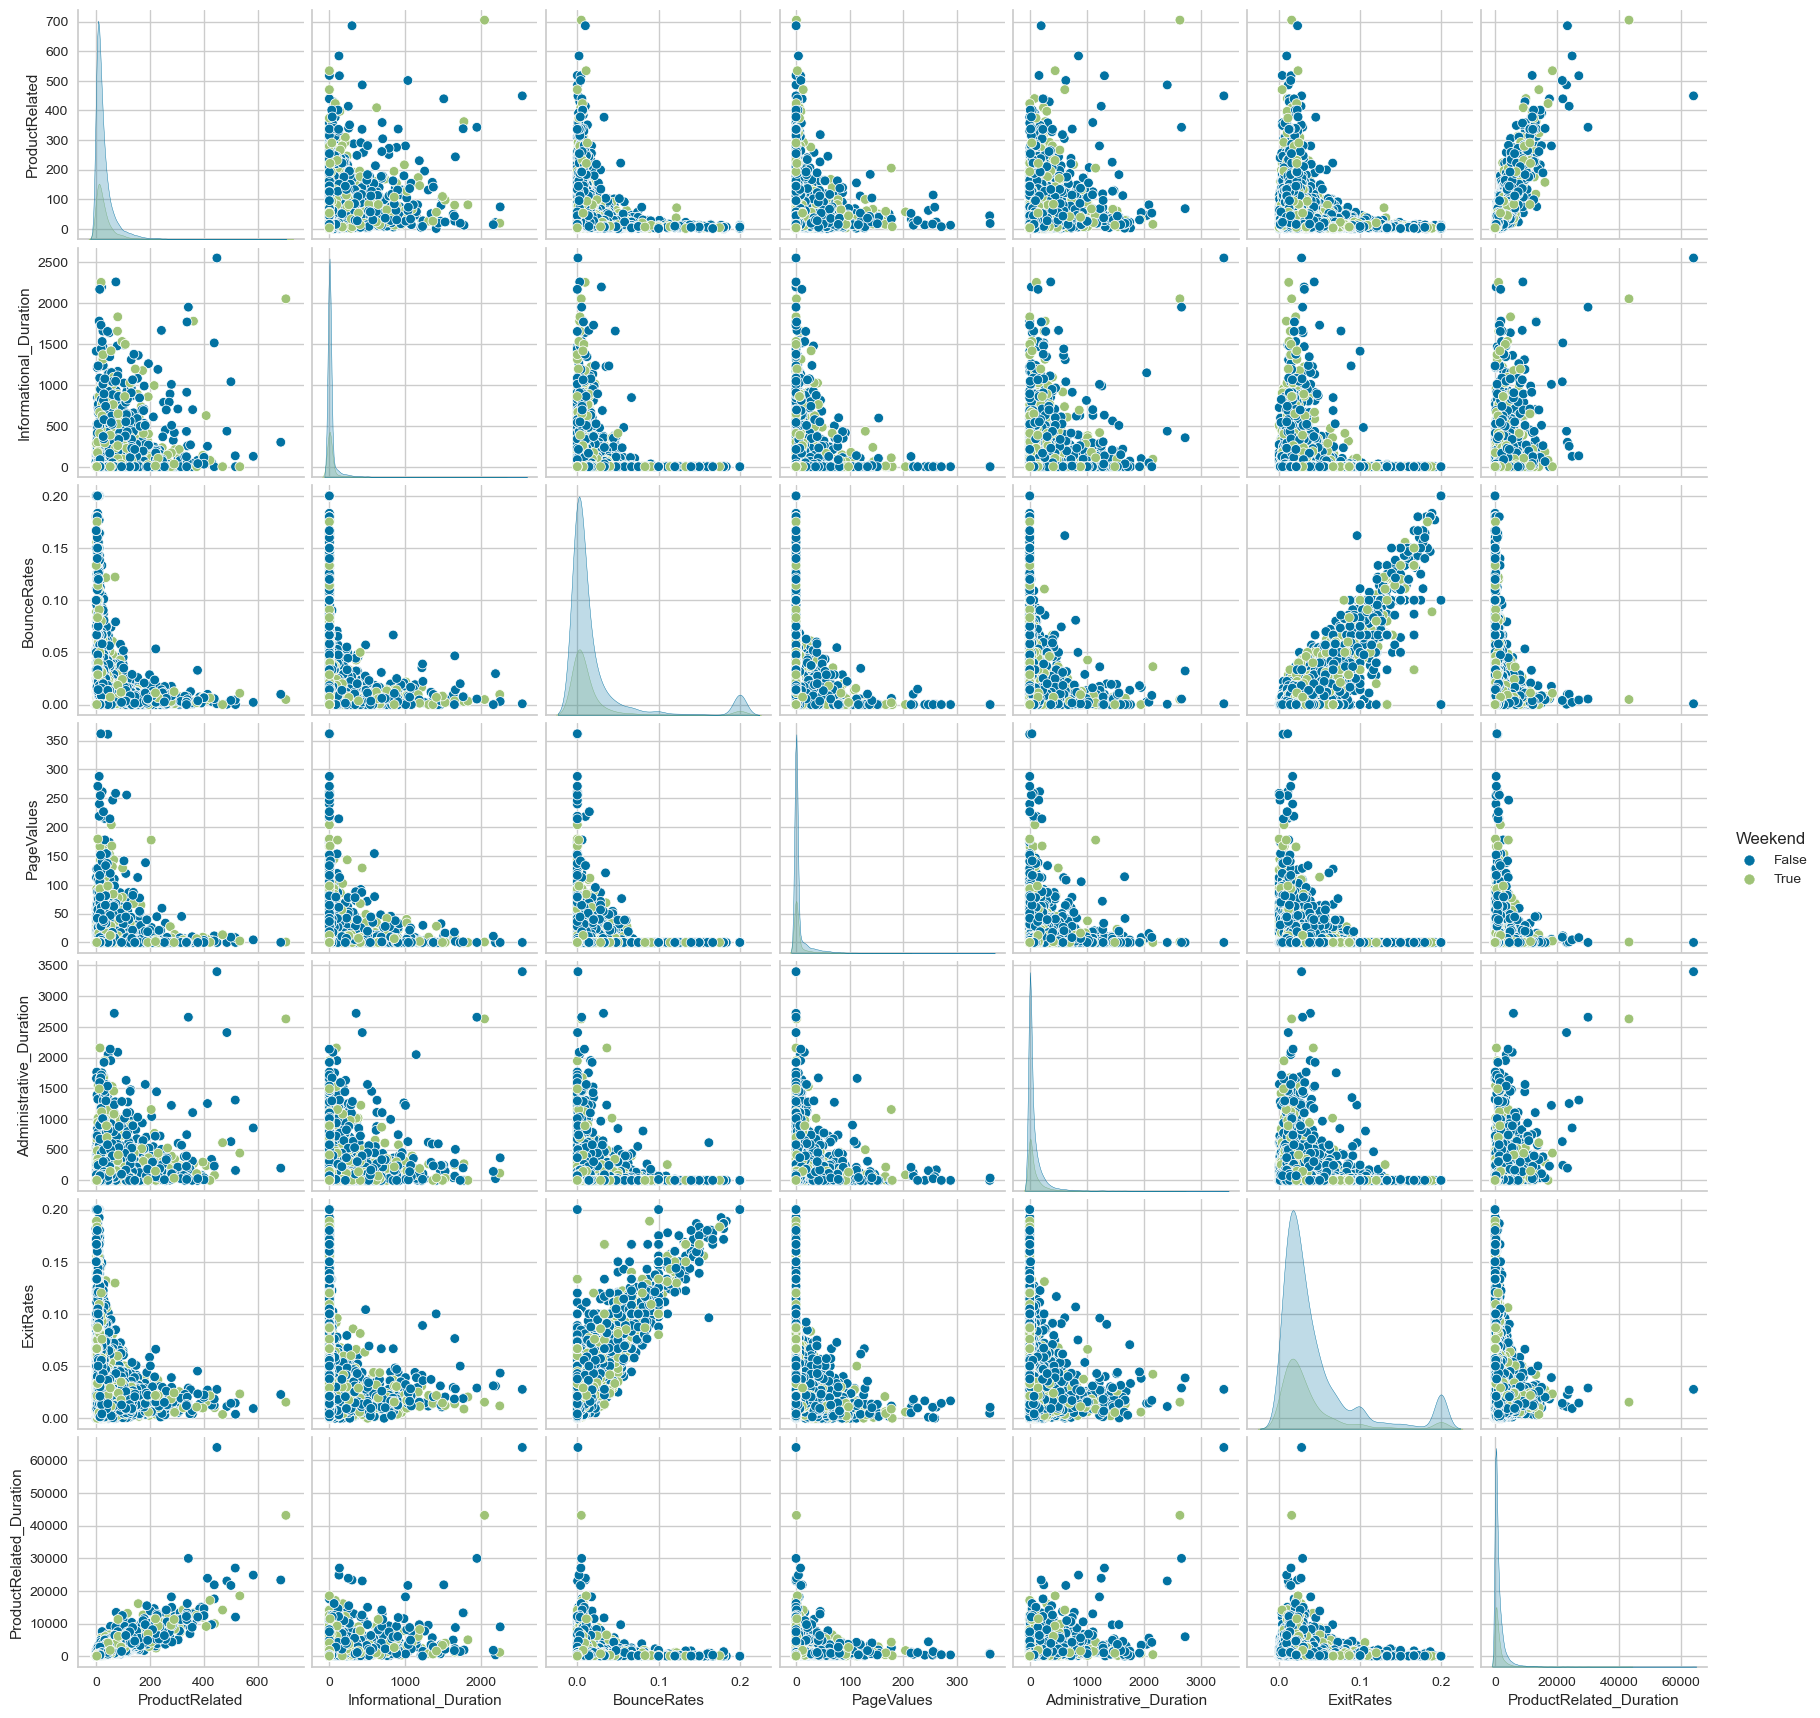 700
600
500
400
300
200
100
0
ProductRelated
2500
2000
1500
1000
500
0
Informational_Duration
0.20
0.15
0.10
0.05
0.00
BounceRates
350
300
250
200
150
100
50
0
PageValues
Weekend
False
True
3500
3000
2500
2000
1500
1000
500
0
Administrative_Duration
0.20
0.15
0.10
0.05
0.00
ExitRates
60000
50000
40000
30000
20000
10000
0
ProductRelated_Duration
0 200 400 600
0 1000 2000
0.0 0.1 0.2
0 100 200 300
0 1000 2000 3000
0.0 0.1 0.2
0 20000 40000 60000
ProductRelated
Informational_Duration
BounceRates
PageValues
Administrative_Duration
ExitRates
ProductRelated_Duration